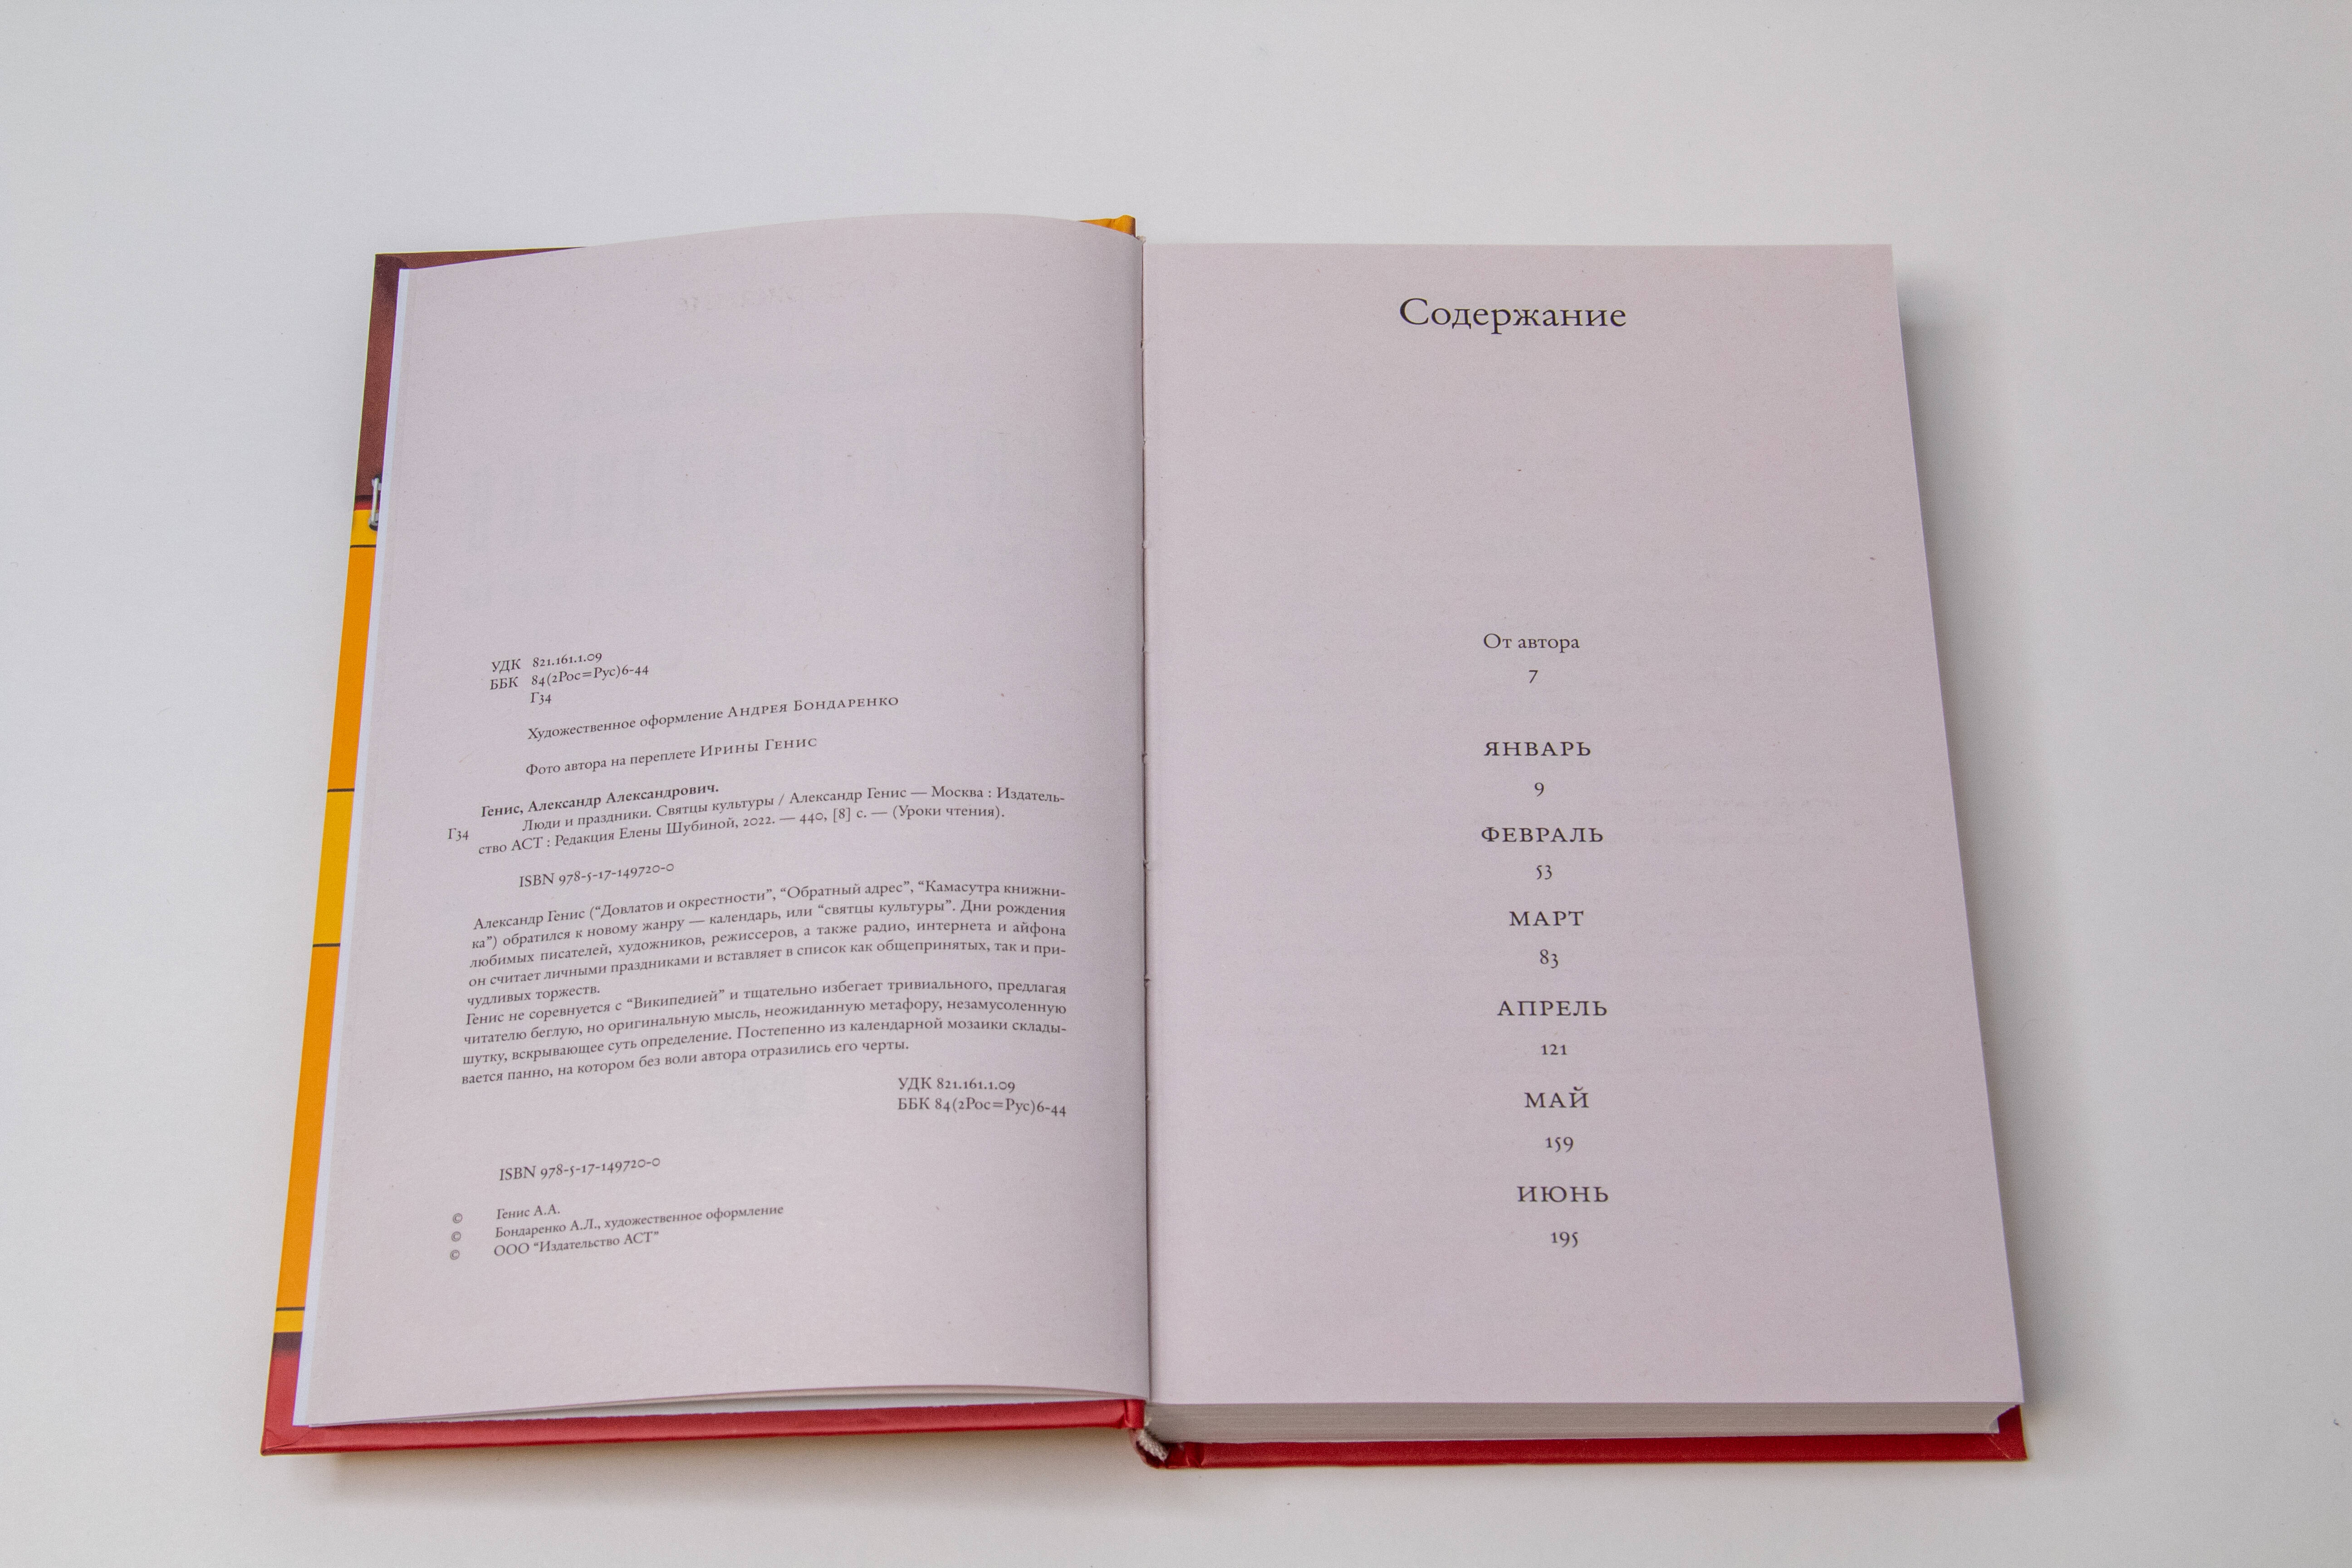 УДК 821.161.1.09
ББК 84(2Рос=Рус)6-44
Г34
Художественное оформление Андрея Бондаренко
Фото автора на переплете Ирины Генис
Генис, Александр Александрович.
Г34 Люди и праздники. Святцы культуры / Александр Генис — Москва : Издатель-
ство АСТ : Редакция Елены Шубиной, 2022. — 440, [8] с. — (Уроки чтения).
ISBN 978-5-17-149720-0
Александр Генис (“Довлатов и окрестности”, “Обратный адрес”, “Камасутра книжни-
ка”) обратился к новому жанру — календарь, или “святцы культуры”. Дни рождения
любимых писателей, художников, режиссеров, а также радио, интернета и айфона
он считает личными праздниками и вставляет в список как общепринятых, так и при-
чудливых торжеств.
Генис не соревнуется с “Википедией” и тщательно избегает тривиального, предлагая
читателю беглую, но оригинальную мысль, неожиданную метафору, незамусоленную
шутку, вскрывающее суть определение. Постепенно из календарной мозаики склады-
вается панно, на котором без воли автора отразились его черты.
УДК 821.161.1.09
ББК 84(2Рос=Рус)6-44
ISBN 978-5-17-149720-0
© Генис А.А.
© Бондаренко А.Л., художественное оформление
© ООО “Издательство АСТ”
Содержание
От автора
7
ЯНВАРЬ
9
ФЕВРАЛЬ
53
МАРТ
83
АПРЕЛЬ
121
МАЙ
159
ИЮНЬ
195